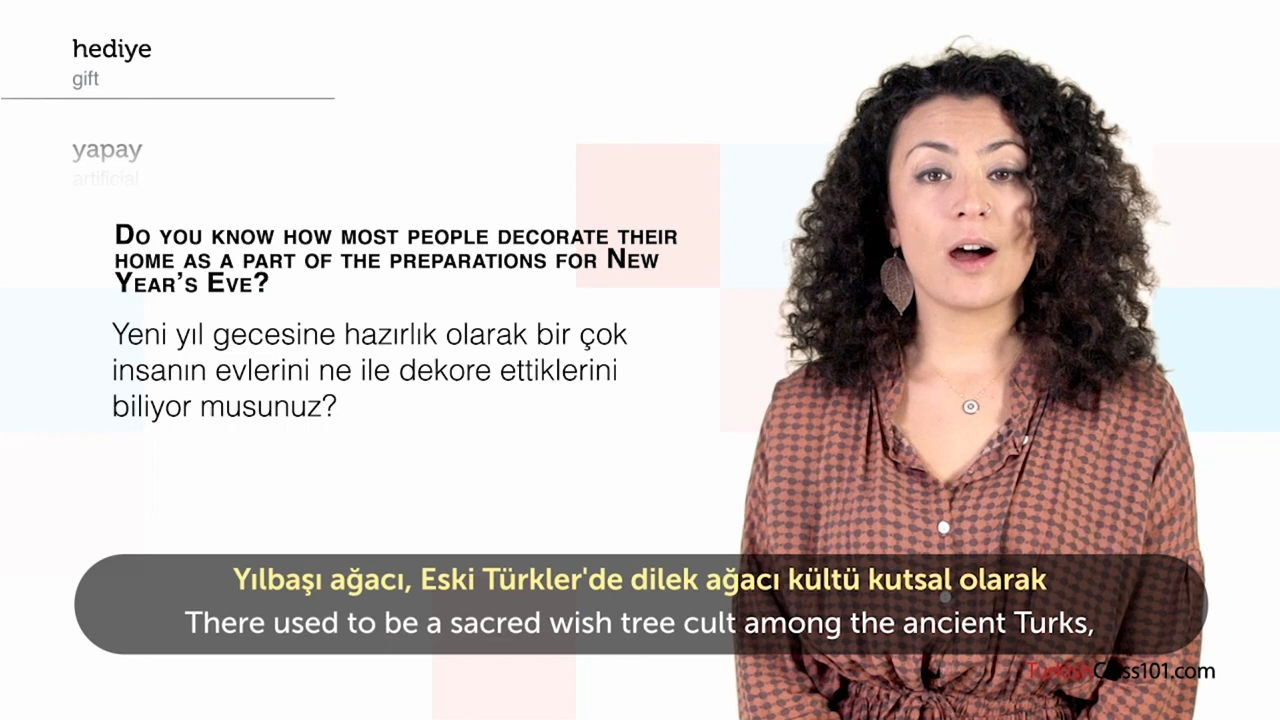 hediye
gift
yapay
artificial
Do you know how most people decorate their
home as a part of the preparations for New
Year's Eve?
Yeni yıl gecesine hazırlık olarak bir çok
insanın evlerini ne ile dekore ettiklerini
biliyor musunuz?
Yılbaşı ağacı, Eski Türkler'de dilek ağacı kültü kutsal olarak
There used to be a sacred wish tree cult among the ancient Turks,
TurkishClass101.com